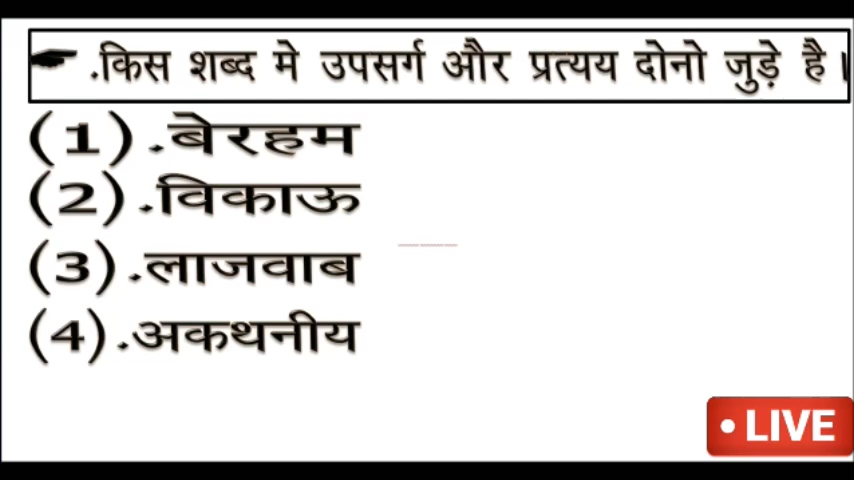 .किस शब्द मे उपसर्ग और प्रत्यय दोनो जुड़े है।
(1).बेरहम
(2).विकाऊ
(3).लाजवाब
(4).अकथनीय
• LIVE